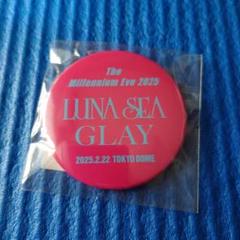 The
Millennium Eve 2025
LUNA SEA
GLAY
2025.2.22 TOKYO DOME